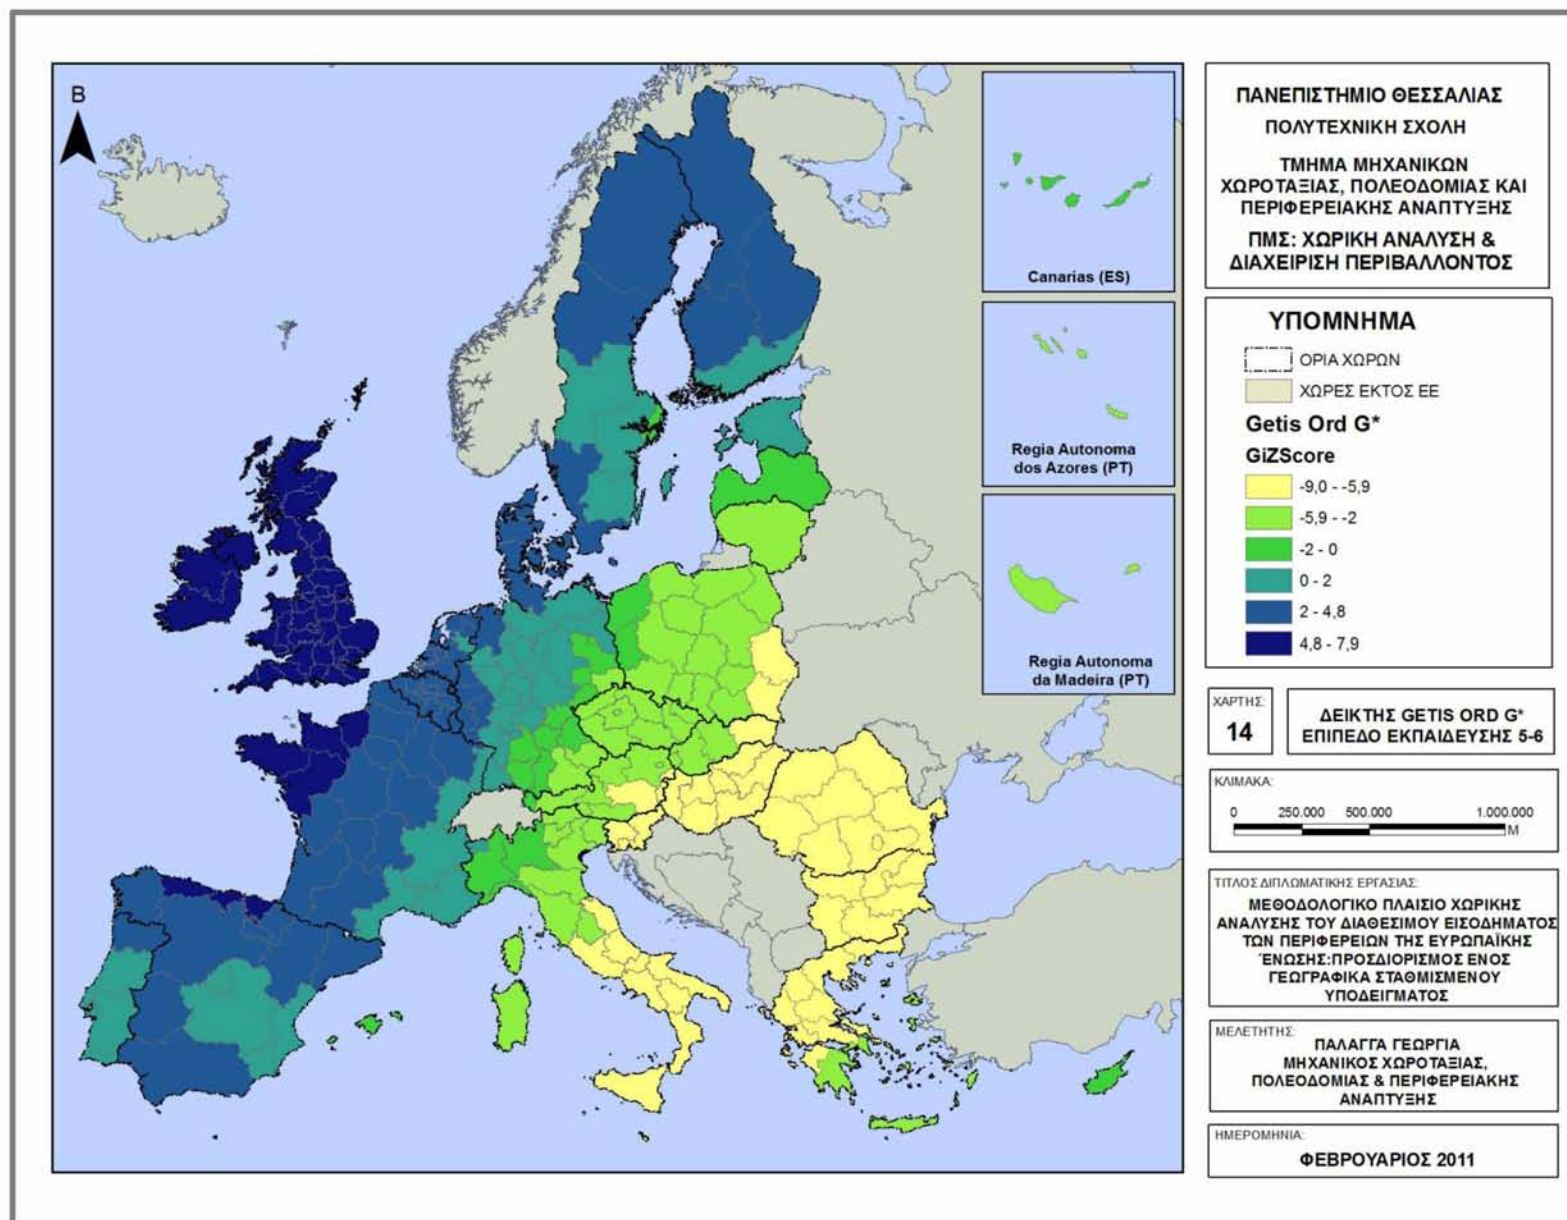 B
Canarias (ES)
Regia Autonoma
dos Azores (PT)
Regia Autonoma
da Madeira (PT)
ΠΑΝΕΠΙΣΤΗΜΙΟ ΘΕΣΣΑΛΙΑΣ
ΠΟΛΥΤΕΧΝΙΚΗ ΣΧΟΛΗ
ΤΜΗΜΑ ΜΗΧΑΝΙΚΩΝ
ΧΩΡΟΤΑΞΙΑΣ, ΠΟΛΕΟΔΟΜΙΑΣ ΚΑΙ
ΠΕΡΙΦΕΡΕΙΑΚΗΣ ΑΝΑΠΤΥΞΗΣ
ΠΜΣ: ΧΩΡΙΚΗ ΑΝΑΛΥΣΗ &
ΔΙΑΧΕΙΡΙΣΗ ΠΕΡΙΒΑΛΛΟΝΤΟΣ
ΥΠΟΜΝΗΜΑ
ΟΡΙΑ ΧΩΡΩΝ
ΧΩΡΕΣ ΕΚΤΟΣ ΕΕ
Getis Ord G*
GiZScore
-9,0 - -5,9
-5,9 - -2
-2 - 0
0 - 2
2 - 4,8
4,8 - 7,9
ΧΑΡΤΗΣ:
14
ΔΕΙΚΤΗΣ GETIS ORD G*
ΕΠΙΠΕΔΟ ΕΚΠΑΙΔΕΥΣΗΣ 5-6
ΚΛΙΜΑΚΑ:
0 250.000 500.000 1.000.000
M
ΤΙΤΛΟΣ ΔΙΠΛΩΜΑΤΙΚΗΣ ΕΡΓΑΣΙΑΣ:
ΜΕΘΟΔΟΛΟΓΙΚΟ ΠΛΑΙΣΙΟ ΧΩΡΙΚΗΣ
ΑΝΑΛΥΣΗΣ ΤΟΥ ΔΙΑΘΕΣΙΜΟΥ ΕΙΣΟΔΗΜΑΤΟΣ
ΤΩΝ ΠΕΡΙΦΕΡΕΙΩΝ ΤΗΣ ΕΥΡΩΠΑΪΚΗΣ
ΈΝΩΣΗΣ:ΠΡΟΣΔΙΟΡΙΣΜΟΣ ΕΝΟΣ
ΓΕΩΓΡΑΦΙΚΑ ΣΤΑΘΜΙΣΜΕΝΟΥ
ΥΠΟΔΕΙΓΜΑΤΟΣ
ΜΕΛΕΤΗΤΗΣ:
ΠΑΛΑΓΓΑ ΓΕΩΡΓΙΑ
ΜΗΧΑΝΙΚΟΣ ΧΩΡΟΤΑΞΙΑΣ,
ΠΟΛΕΟΔΟΜΙΑΣ & ΠΕΡΙΦΕΡΕΙΑΚΗΣ
ΑΝΑΠΤΥΞΗΣ
ΗΜΕΡΟΜΗΝΙΑ:
ΦΕΒΡΟΥΑΡΙΟΣ 2011